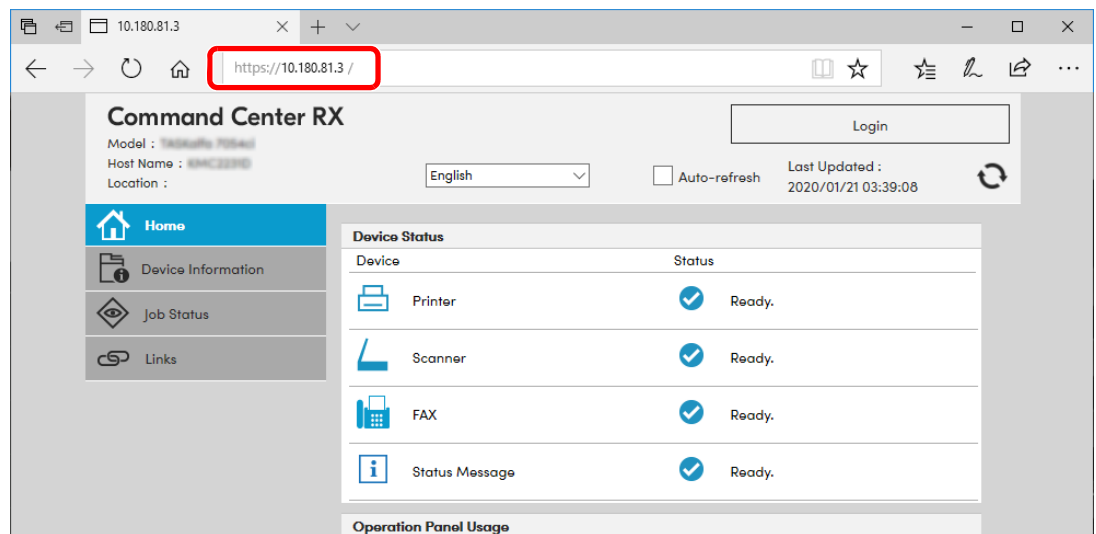 10.180.81.3
https://10.180.81.3 /
Command Center RX
Model :
Host Name :
Location :
Login
English
Auto-refresh
Last Updated :
2020/01/21 03:39:08
Home
Device Information
Job Status
Links
Device Status
Device Status
Printer Ready.
Scanner Ready.
FAX Ready.
Status Message Ready.
Operation Panel Usage